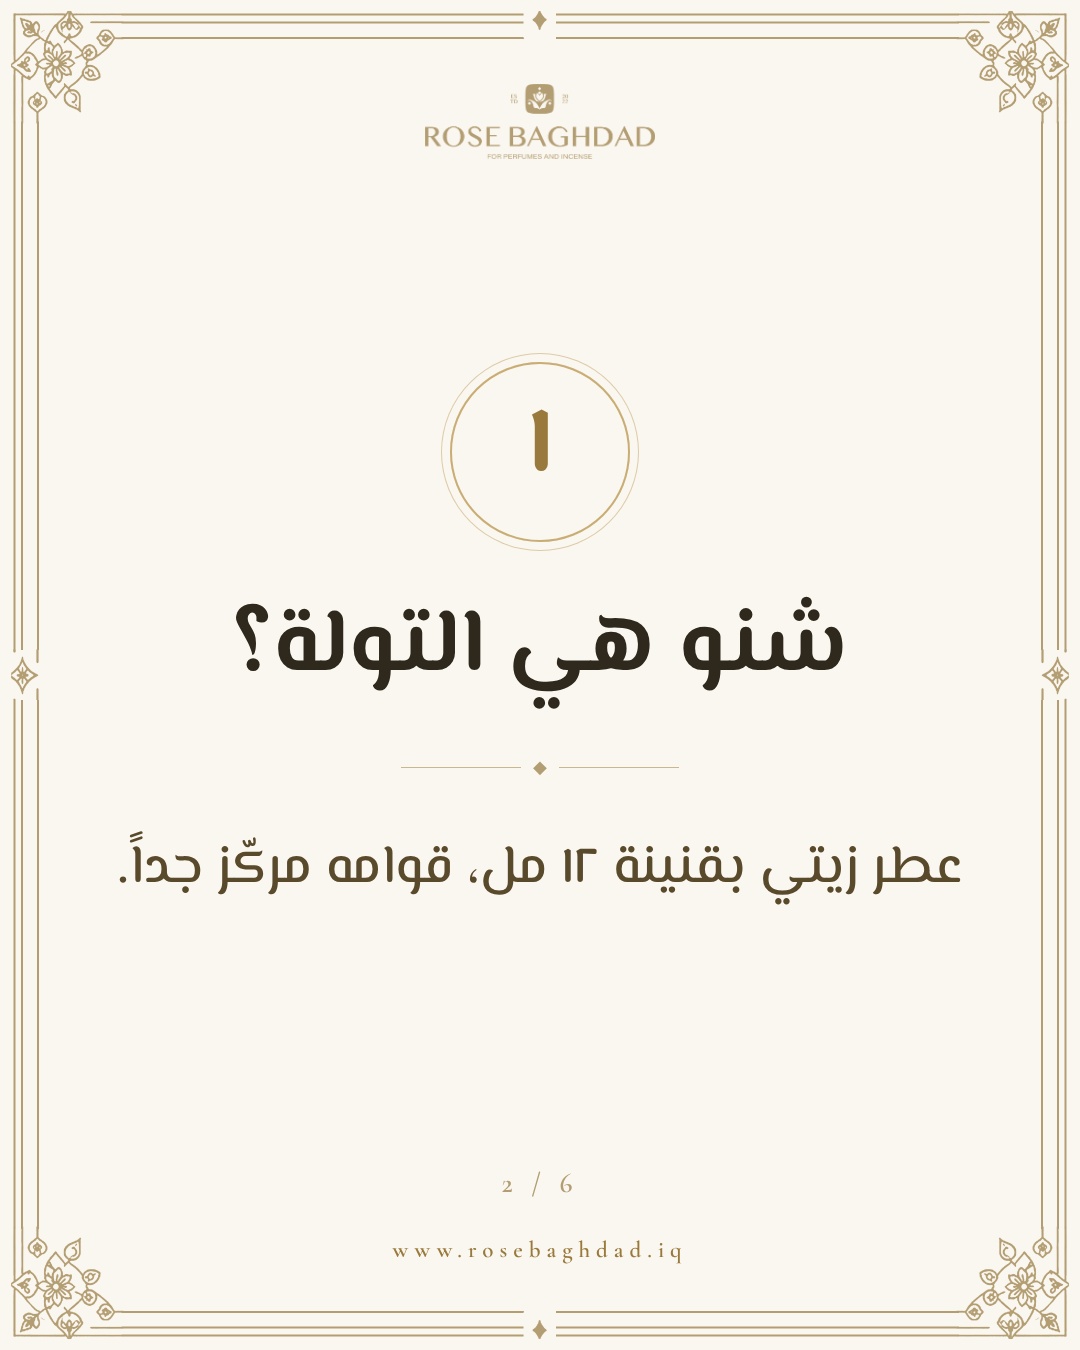 ROSE BAGHDAD
FOR PERFUMES AND INCENSE
١
شنو هي التولة؟
عطر زيتي بقنينة ١٢ مل، قوامه مركّز جداً.
2 / 6
www.rosebaghdad.iq